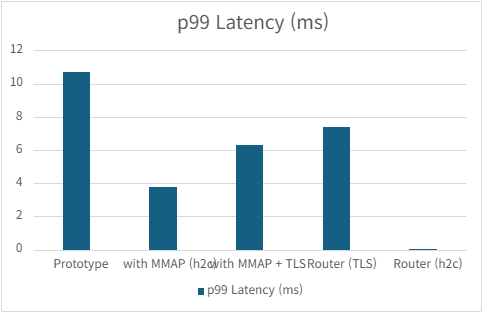 p99 Latency (ms)
12
10
8
6
4
2
0
Prototype
with MMAP (h2c)
with MMAP + TLS
Router (TLS)
Router (h2c)
p99 Latency (ms)